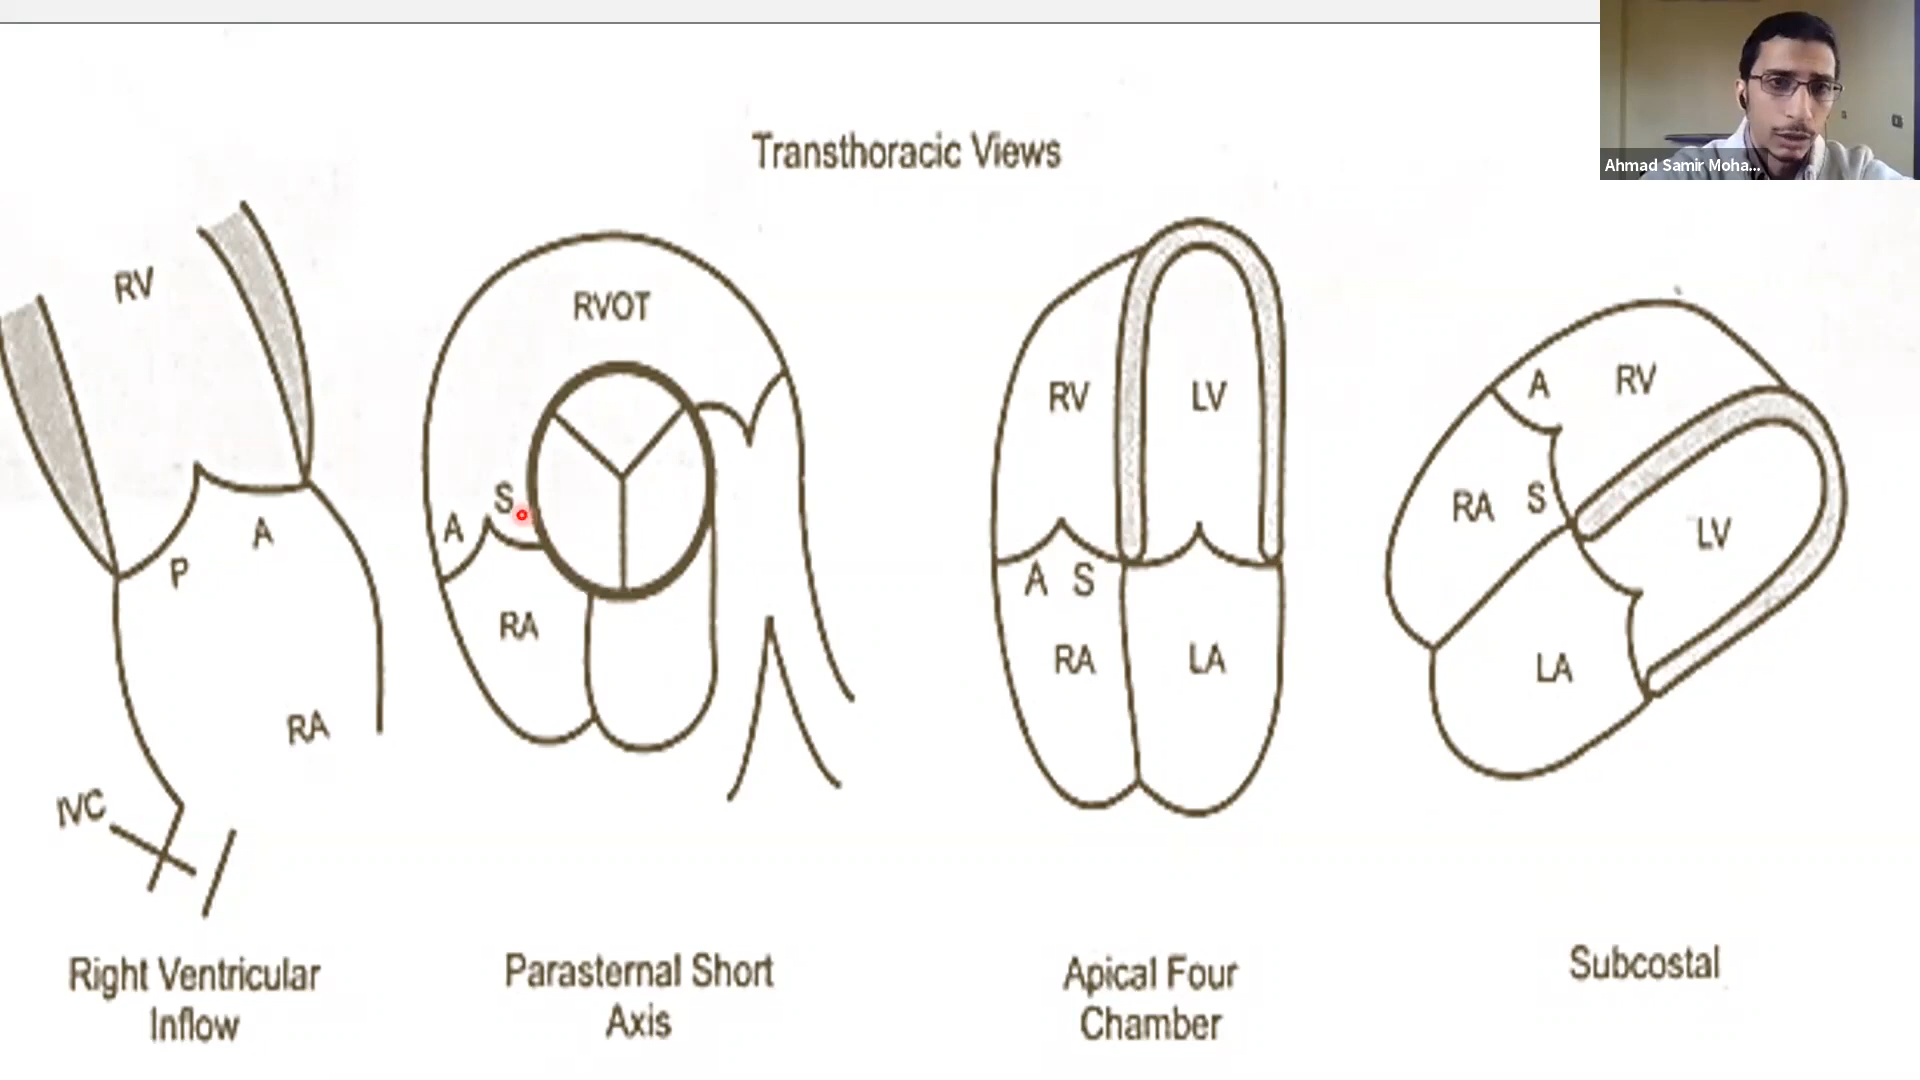 Ahmad Samir Moha...
Transthoracic Views
RV
P
A
RA
IVC
Right Ventricular
Inflow
RVOT
A
S
RA
Parasternal Short
Axis
RV
LV
A S
RA
LA
Apical Four
Chamber
A
RV
RA
S
LV
LA
Subcostal